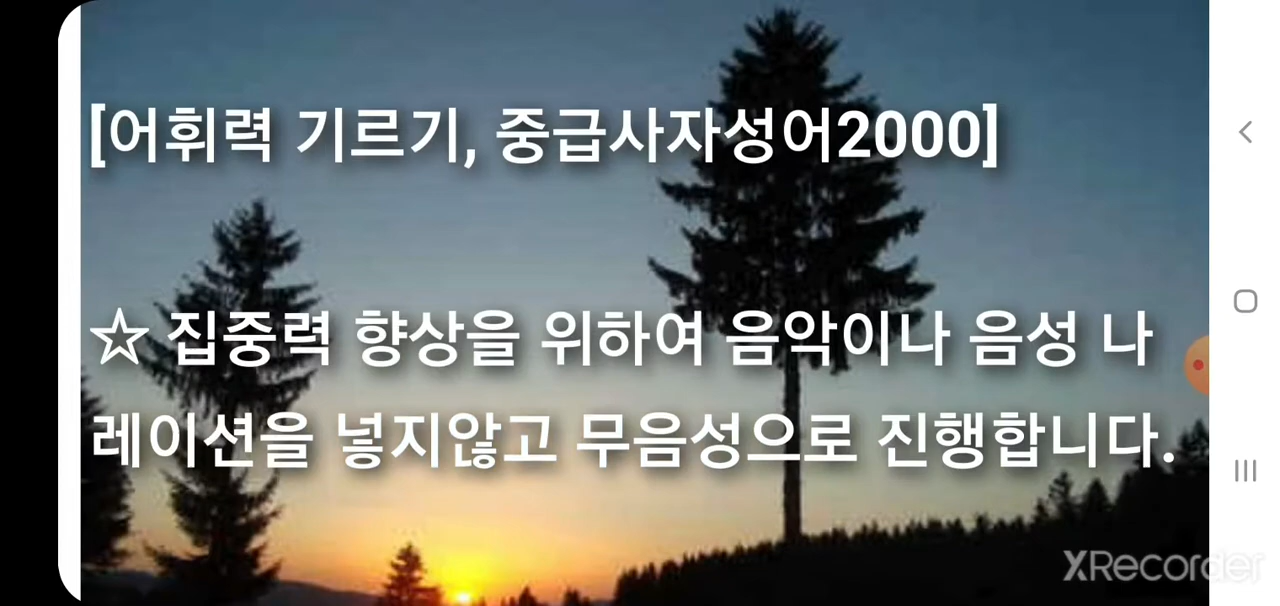 [어휘력 기르기, 중급사자성어2000]
☆ 집중력 향상을 위하여 음악이나 음성 나
레이션을 넣지않고 무음성으로 진행합니다.
XRecorder